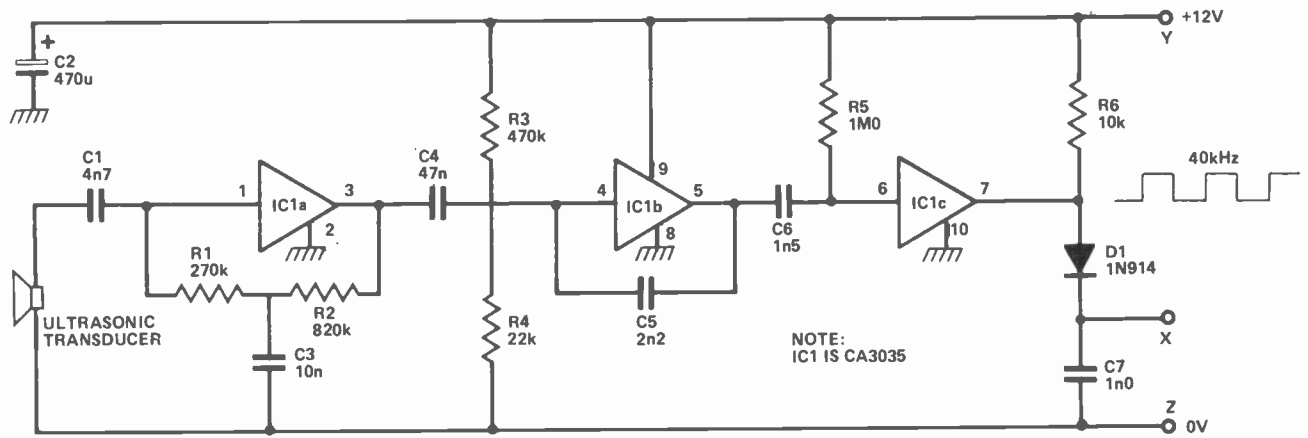 +12V
Y
+
C2
470u
R3
470k
R5
1M0
R6
10k
C1
4n7
1
IC1a
3
2
C4
47n
4
IC1b
9
5
8
C6
1n5
6
IC1c
7
10
40kHz
R1
270k
R2
820k
C3
10n
ULTRASONIC
TRANSDUCER
R4
22k
C5
2n2
NOTE:
IC1 IS CA3035
D1
1N914
X
C7
1n0
Z
0V